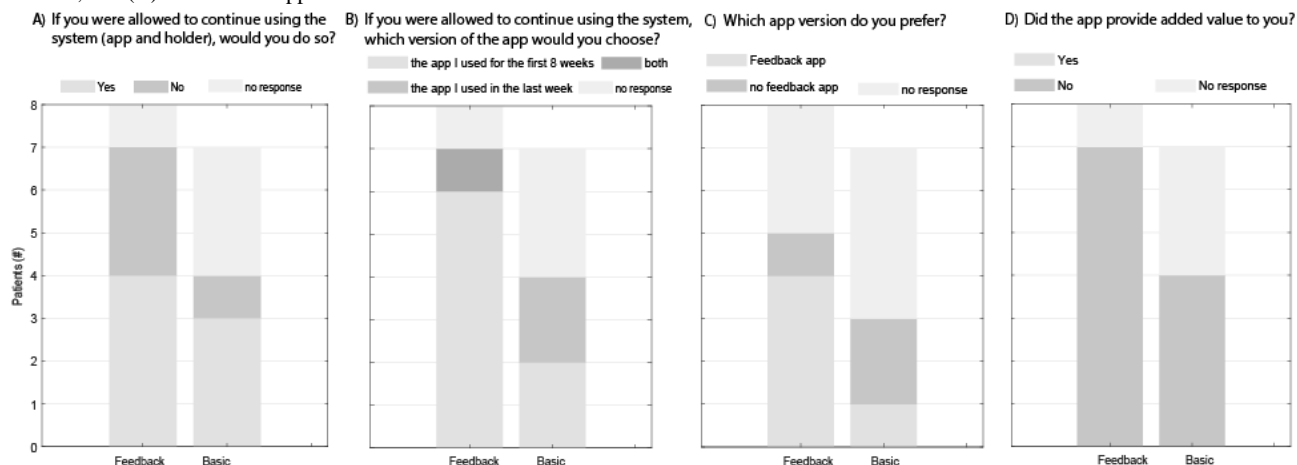 A) If you were allowed to continue using the
system (app and holder), would you do so?
Yes No no response
B) If you were allowed to continue using the system,
which version of the app would you choose?
the app I used for the first 8 weeks both
the app I used in the last week no response
C) Which app version do you prefer?
Feedback app
no feedback app no response
D) Did the app provide added value to you?
Yes
No No response
Patients (#)
8
7
6
5
4
3
2
1
0
Feedback Basic
Feedback Basic
Feedback Basic
Feedback Basic